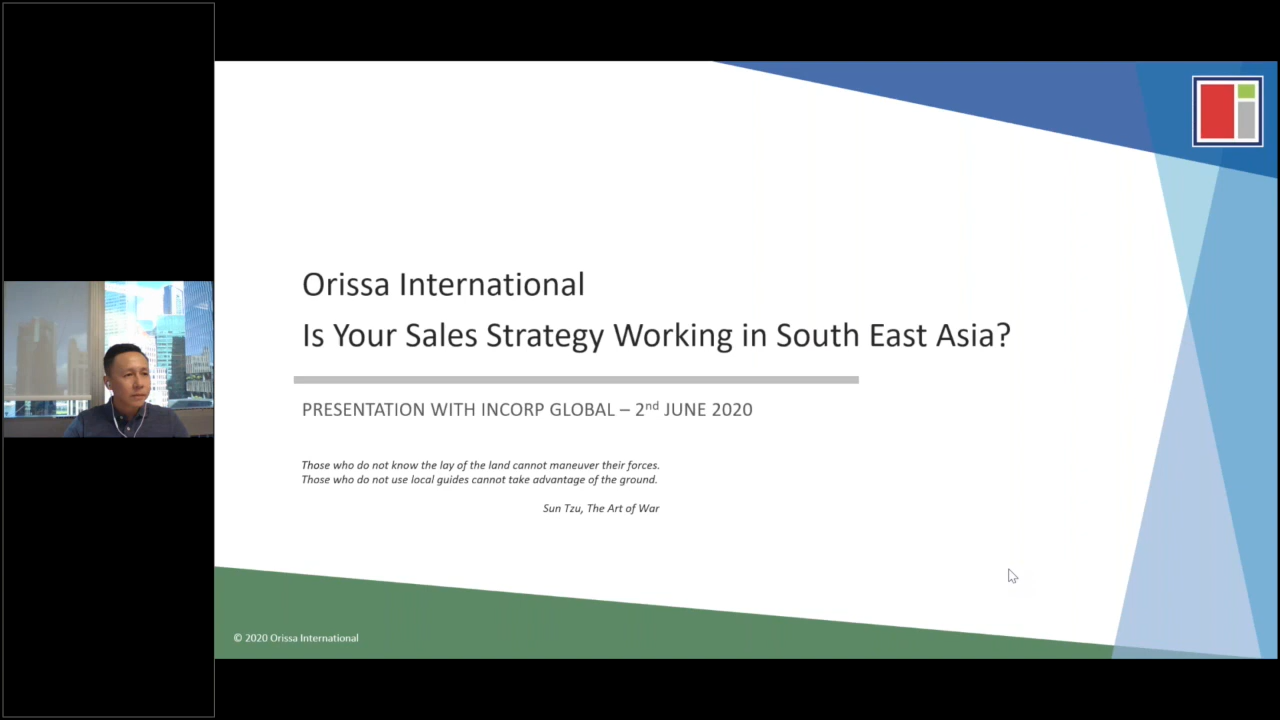 Orissa International
Is Your Sales Strategy Working in South East Asia?
PRESENTATION WITH INCORP GLOBAL – 2nd JUNE 2020
Those who do not know the lay of the land cannot maneuver their forces.
Those who do not use local guides cannot take advantage of the ground.
Sun Tzu, The Art of War
© 2020 Orissa International